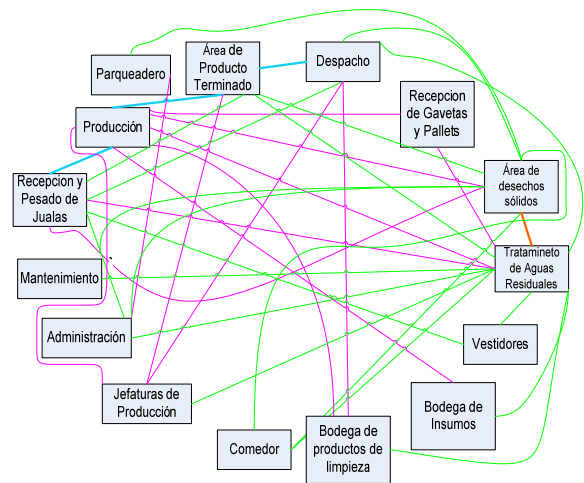 Parqueadero
Área de
Producto
Terminado
Despacho
Recepcion
de Gavetas
y Pallets
Producción
Área de
desechos
sólidos
Recepcion y
Pesado de
Jualas
Tratamineto
de Aguas
Residuales
Mantenimiento
Administración
Vestidores
Jefaturas de
Producción
Bodega de
Insumos
Comedor
Bodega de
productos de
limpieza